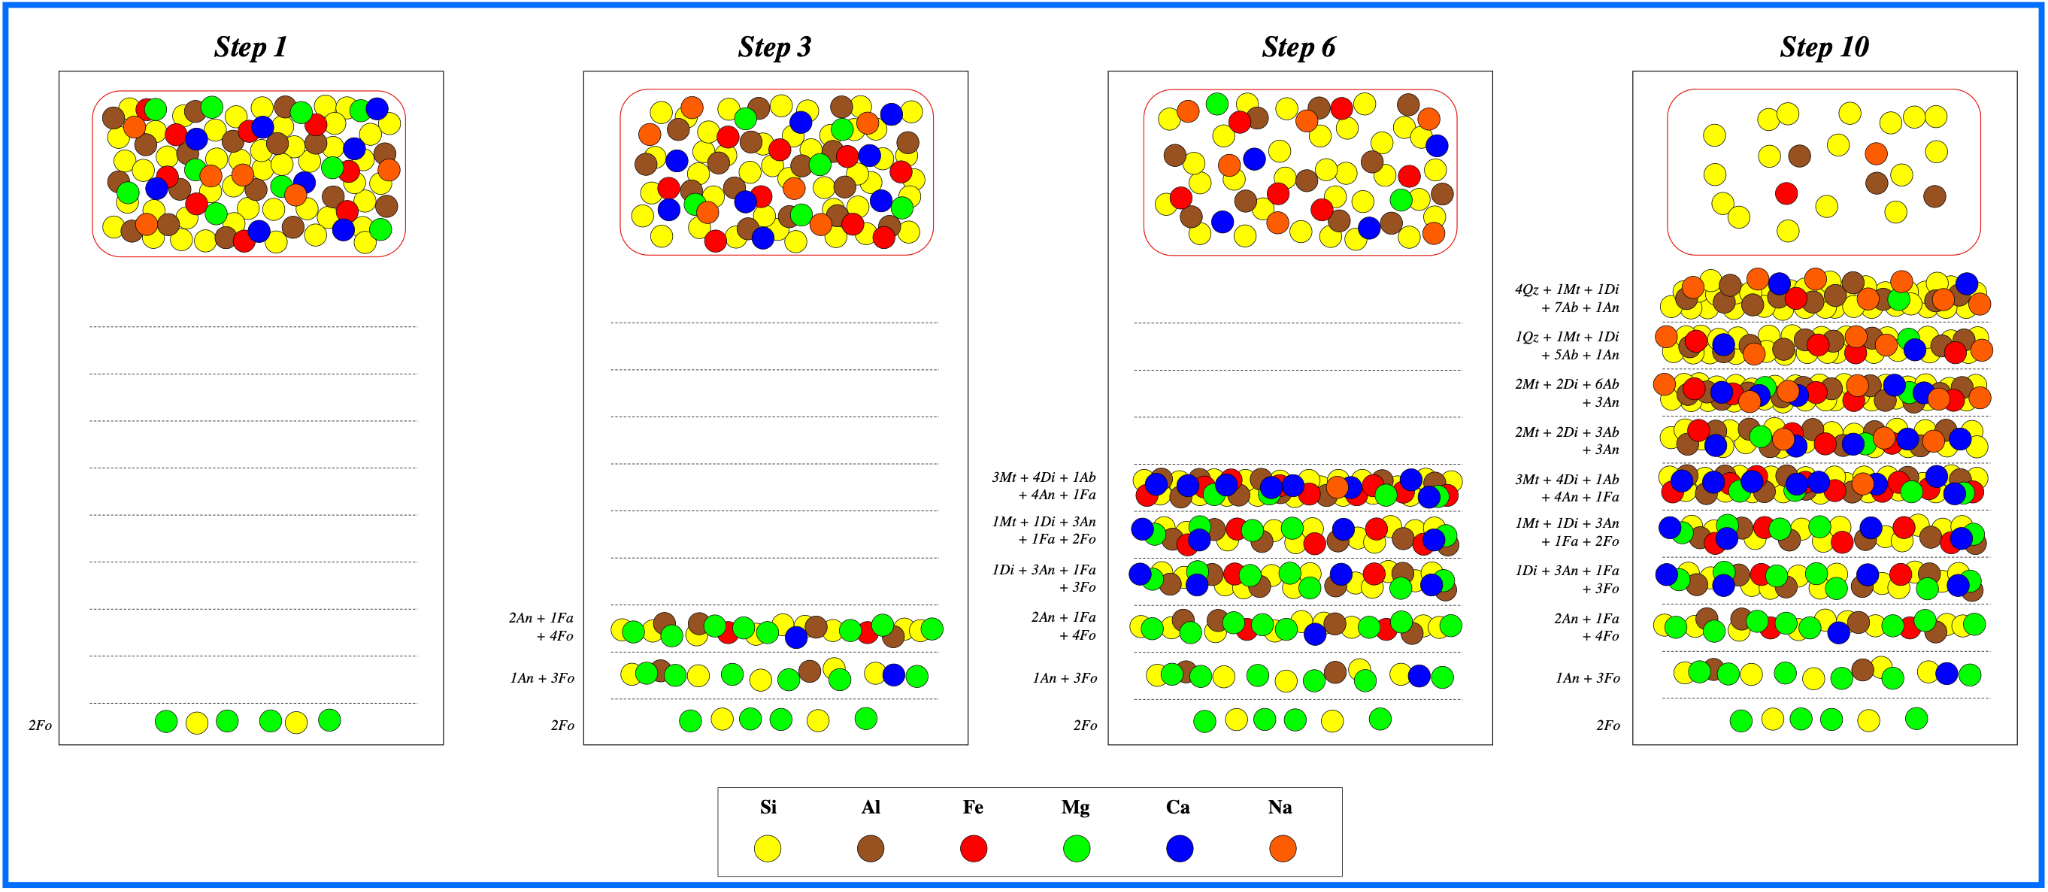 Step 1
2Fo
Step 3
2An + 1Fa
+ 4Fo
1An + 3Fo
2Fo
Step 6
3Mt + 4Di + 1Ab
+ 4An + 1Fa
1Mt + 1Di + 3An
+ 1Fa + 2Fo
1Di + 3An + 1Fa
+ 3Fo
2An + 1Fa
+ 4Fo
1An + 3Fo
2Fo
Step 10
4Qz + 1Mt + 1Di
+ 7Ab + 1An
1Qz + 1Mt + 1Di
+ 5Ab + 1An
2Mt + 2Di + 6Ab
+ 3An
2Mt + 2Di + 3Ab
+ 3An
3Mt + 4Di + 1Ab
+ 4An + 1Fa
1Mt + 1Di + 3An
+ 1Fa + 2Fo
1Di + 3An + 1Fa
+ 3Fo
2An + 1Fa
+ 4Fo
1An + 3Fo
2Fo
Si Al Fe Mg Ca Na